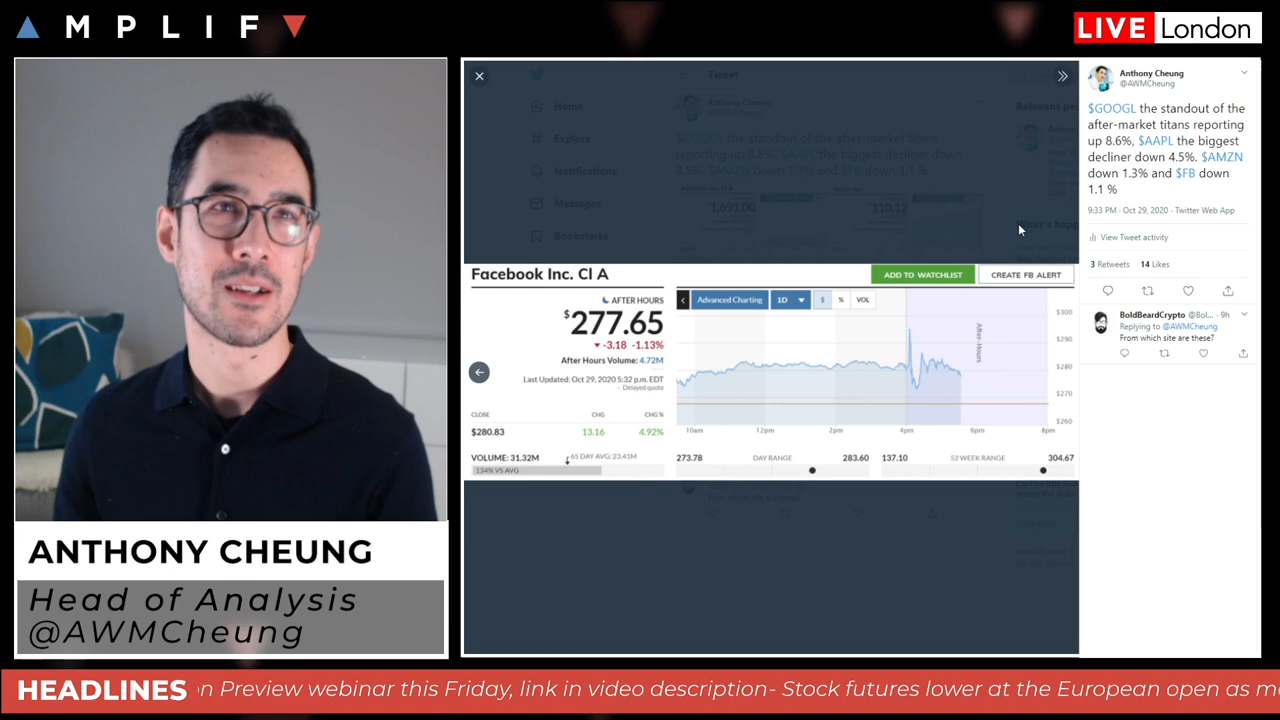 ▲ M P L I F ▼
LIVE London
ANTHONY CHEUNG
Head of Analysis
@AWMCheung
Tweet
Home
Explore
Notifications
Messages
Bookmarks
Facebook Inc. Cl A
ADD TO WATCHLIST
CREATE FB ALERT
AFTER HOURS
$277.65
-3.18 -1.13%
After Hours Volume: 4.72M
Last Updated: Oct 29, 2020 5:32 p.m. EDT
Delayed quote
CLOSE CHG CHG %
$280.83 13.16 4.92%
VOLUME: 31.32M 65 DAY AVG: 23.41M
134% VS AVG
Advanced Charting 1D $ % VOL
After-Hours
$300
$290
$280
$270
$260
10am 12pm 2pm 4pm 6pm 8pm
273.78 DAY RANGE 283.60
137.10 52 WEEK RANGE 304.67
Anthony Cheung
@AWMCheung
$GOOGL the standout of the
after-market titans reporting
up 8.6%, $AAPL the biggest
decliner down 4.5%. $AMZN
down 1.3% and $FB down
1.1 %
9:33 PM · Oct 29, 2020 · Twitter Web App
View Tweet activity
3 Retweets 14 Likes
BoldBeardCrypto @Bol... · 9h
Replying to @AWMCheung
From which site are these?
HEADLINES n Preview webinar this Friday, link in video description- Stock futures lower at the European open as m